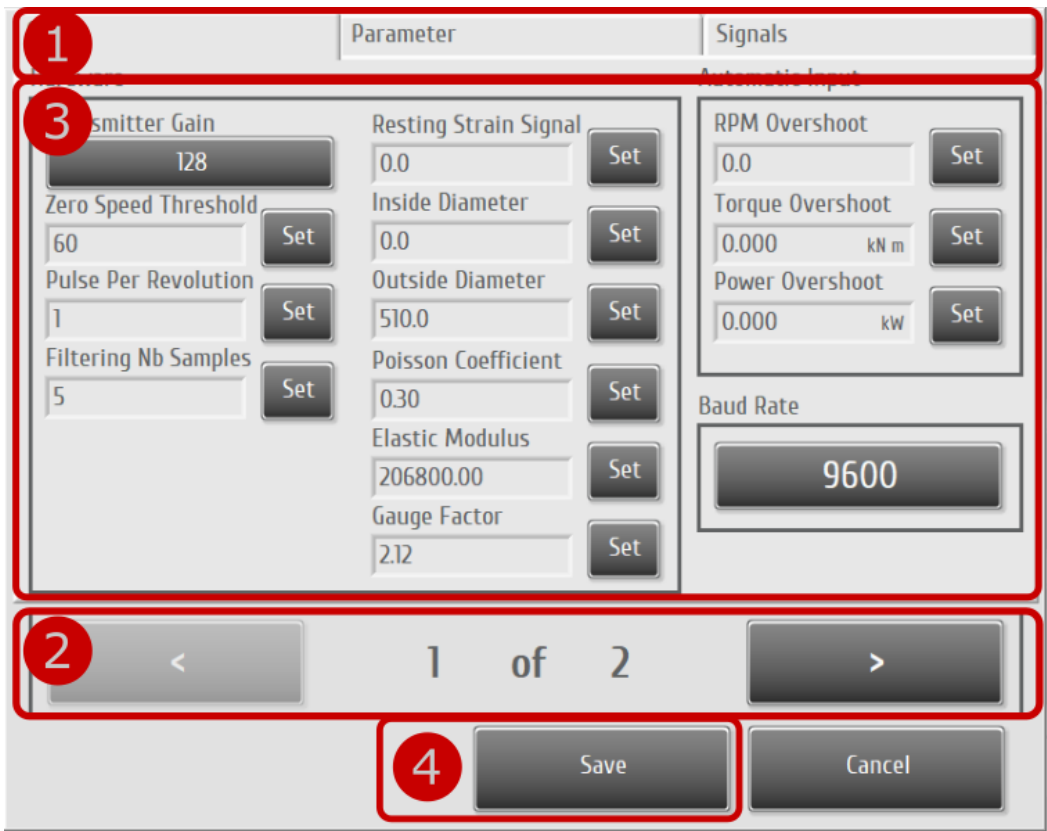 1
Parameter
Signals
3
Transmitter Gain
128
Zero Speed Threshold
60
Set
Pulse Per Revolution
1
Set
Filtering Nb Samples
5
Set
Resting Strain Signal
0.0
Set
Inside Diameter
0.0
Set
Outside Diameter
510.0
Set
Poisson Coefficient
0.30
Set
Elastic Modulus
206800.00
Set
Gauge Factor
2.12
Set
Automatic Input
RPM Overshoot
0.0
Set
Torque Overshoot
0.000 kN m
Set
Power Overshoot
0.000 kW
Set
Baud Rate
9600
2
< 1 of 2 >
4
Save
Cancel